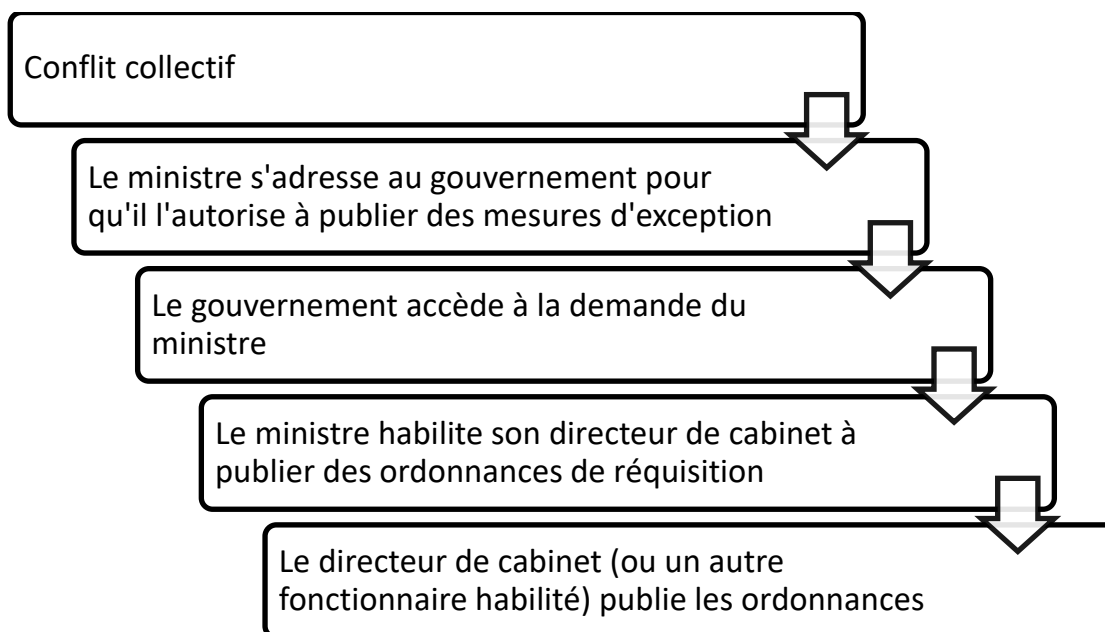 Conflit collectif
Le ministre s'adresse au gouvernement pour
qu'il l'autorise à publier des mesures d'exception
Le gouvernement accède à la demande du
ministre
Le ministre habilite son directeur de cabinet à
publier des ordonnances de réquisition
Le directeur de cabinet (ou un autre
fonctionnaire habilité) publie les ordonnances